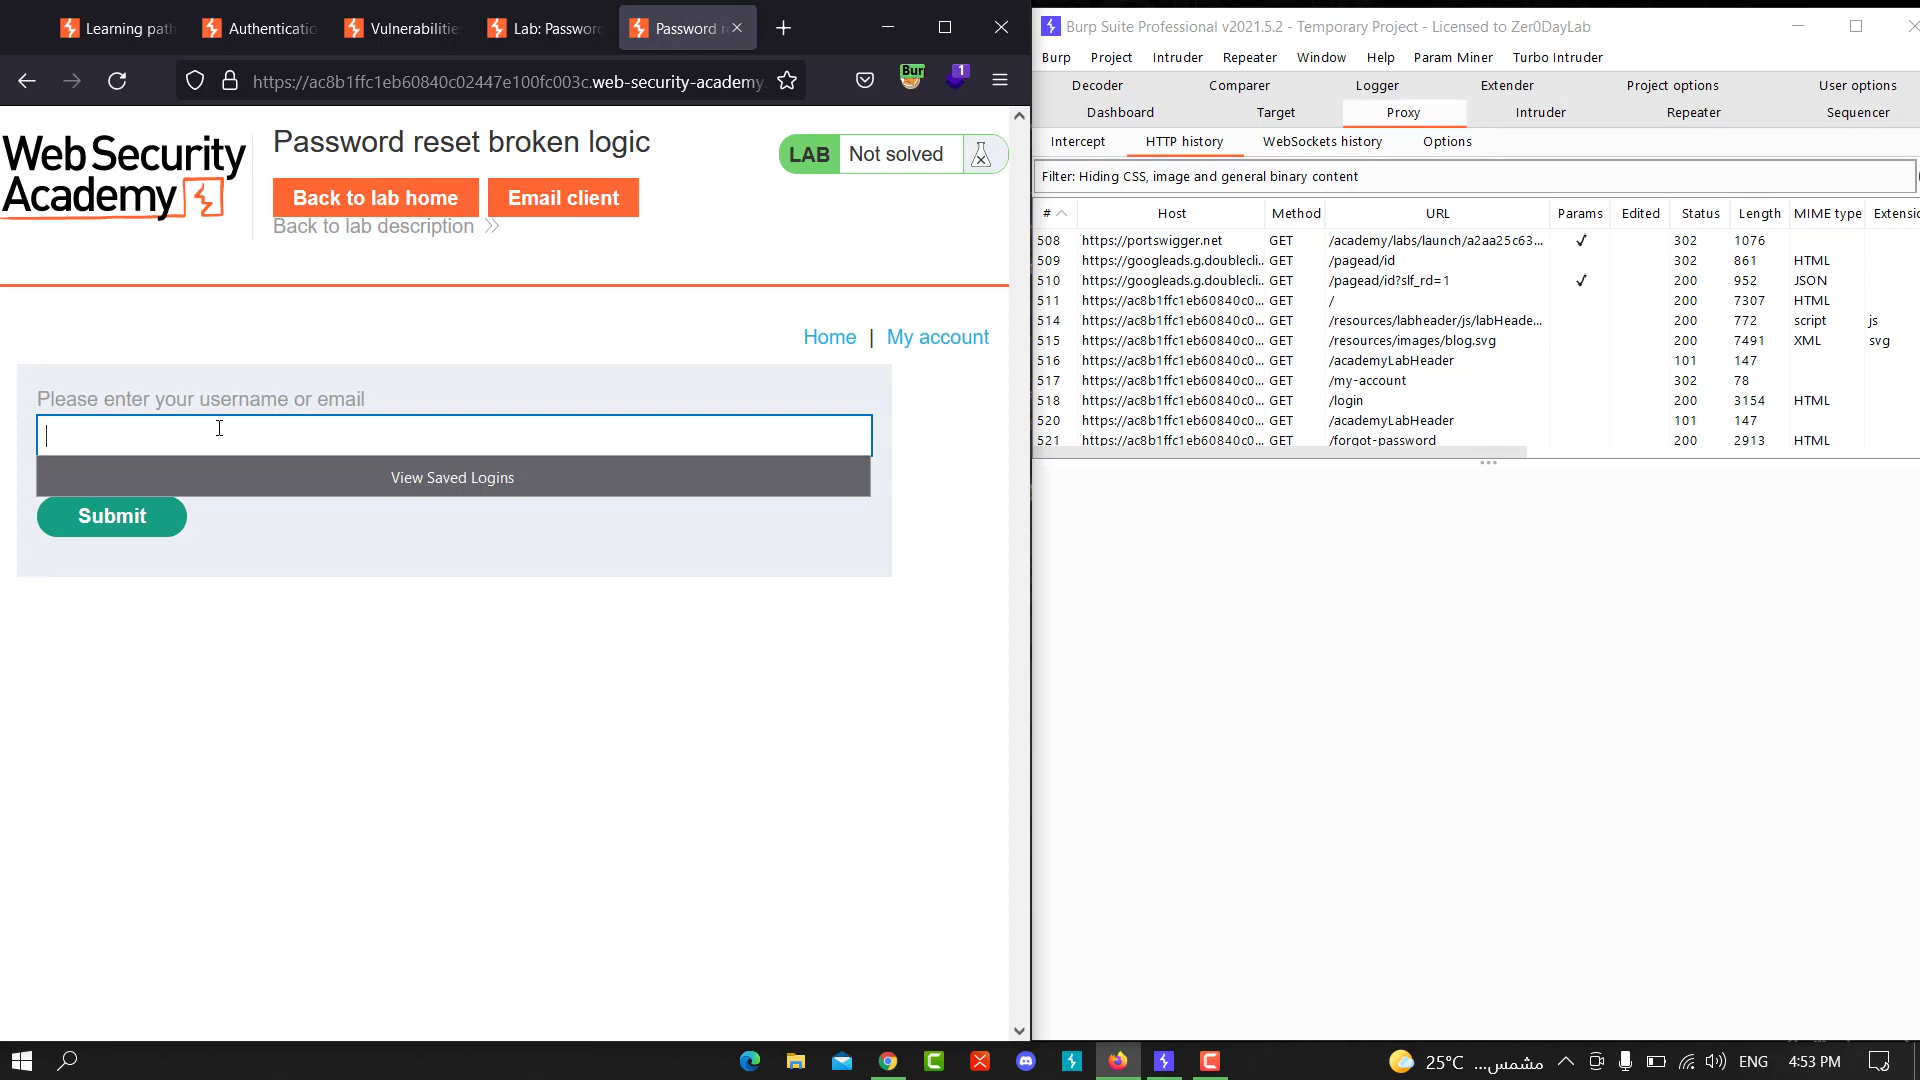 Learning path
Authenticatio
Vulnerabilitie
Lab: Passwor
Password r
https://ac8b1ffc1eb60840c02447e100fc003c.web-security-academy.
Bur
1
Web Security
Academy
Password reset broken logic
LAB Not solved
Back to lab home
Email client
Back to lab description
Home | My account
Please enter your username or email
View Saved Logins
Submit
Burp Suite Professional v2021.5.2 - Temporary Project - Licensed to Zer0DayLab
Burp Project Intruder Repeater Window Help Param Miner Turbo Intruder
Decoder Comparer Logger Extender Project options User options
Dashboard Target Proxy Intruder Repeater Sequencer
Intercept HTTP history WebSockets history Options
Filter: Hiding CSS, image and general binary content
# Host Method URL Params Edited Status Length MIME type Extensio
508 https://portswigger.net GET /academy/labs/launch/a2aa25c63... ✓ 302 1076
509 https://googleads.g.doublecli... GET /pagead/id 302 861 HTML
510 https://googleads.g.doublecli... GET /pagead/id?slf_rd=1 ✓ 200 952 JSON
511 https://ac8b1ffc1eb60840c0... GET / 200 7307 HTML
514 https://ac8b1ffc1eb60840c0... GET /resources/labheader/js/labHeade... 200 772 script js
515 https://ac8b1ffc1eb60840c0... GET /resources/images/blog.svg 200 7491 XML svg
516 https://ac8b1ffc1eb60840c0... GET /academyLabHeader 101 147
517 https://ac8b1ffc1eb60840c0... GET /my-account 302 78
518 https://ac8b1ffc1eb60840c0... GET /login 200 3154 HTML
520 https://ac8b1ffc1eb60840c0... GET /academyLabHeader 101 147
521 https://ac8b1ffc1eb60840c0... GET /forgot-password 200 2913 HTML
25°C مشمس... ENG 4:53 PM